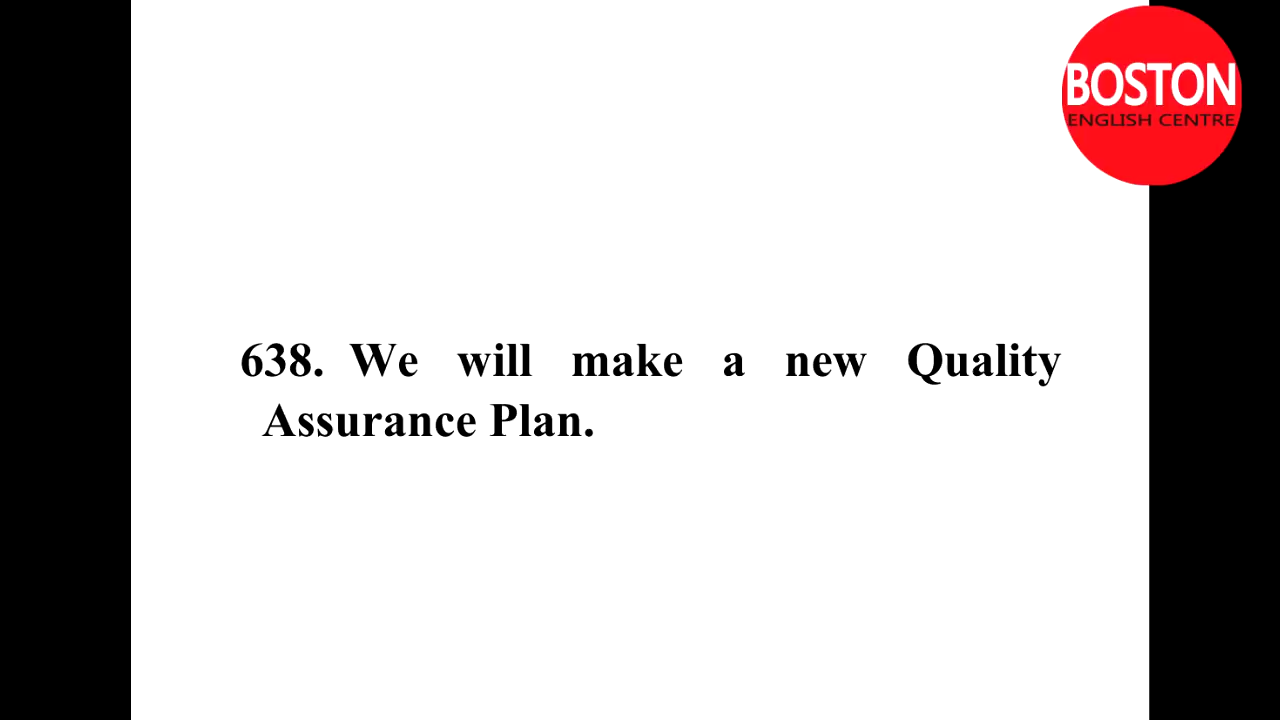 BOSTON
ENGLISH CENTRE
638. We will make a new Quality
Assurance Plan.